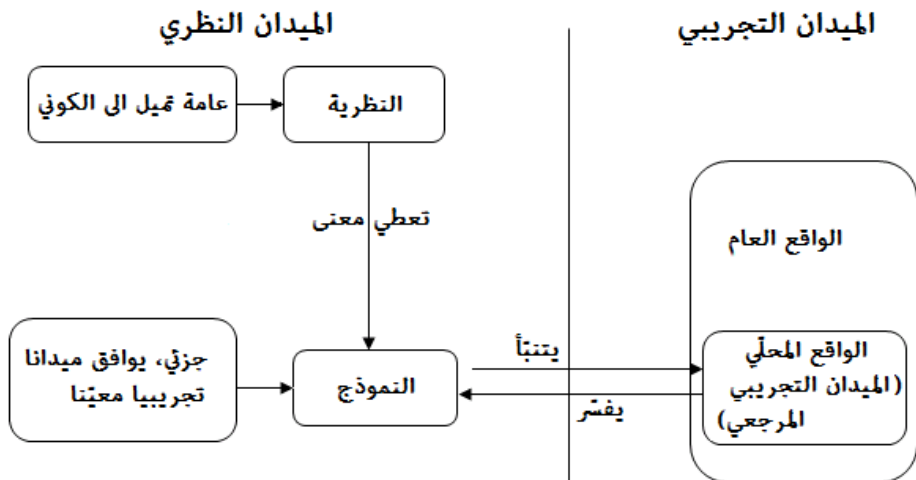 الميدان التجريبي
الميدان النظري
النظرية
عامة تميل الى الكوني
تعطي معنى
الواقع العام
الواقع المحلّي
(الميدان التجريبي
المرجعي)
يتنبّأ
يفسّر
النموذج
جزئي، يوافق ميدانا
تجريبيا معيّنا